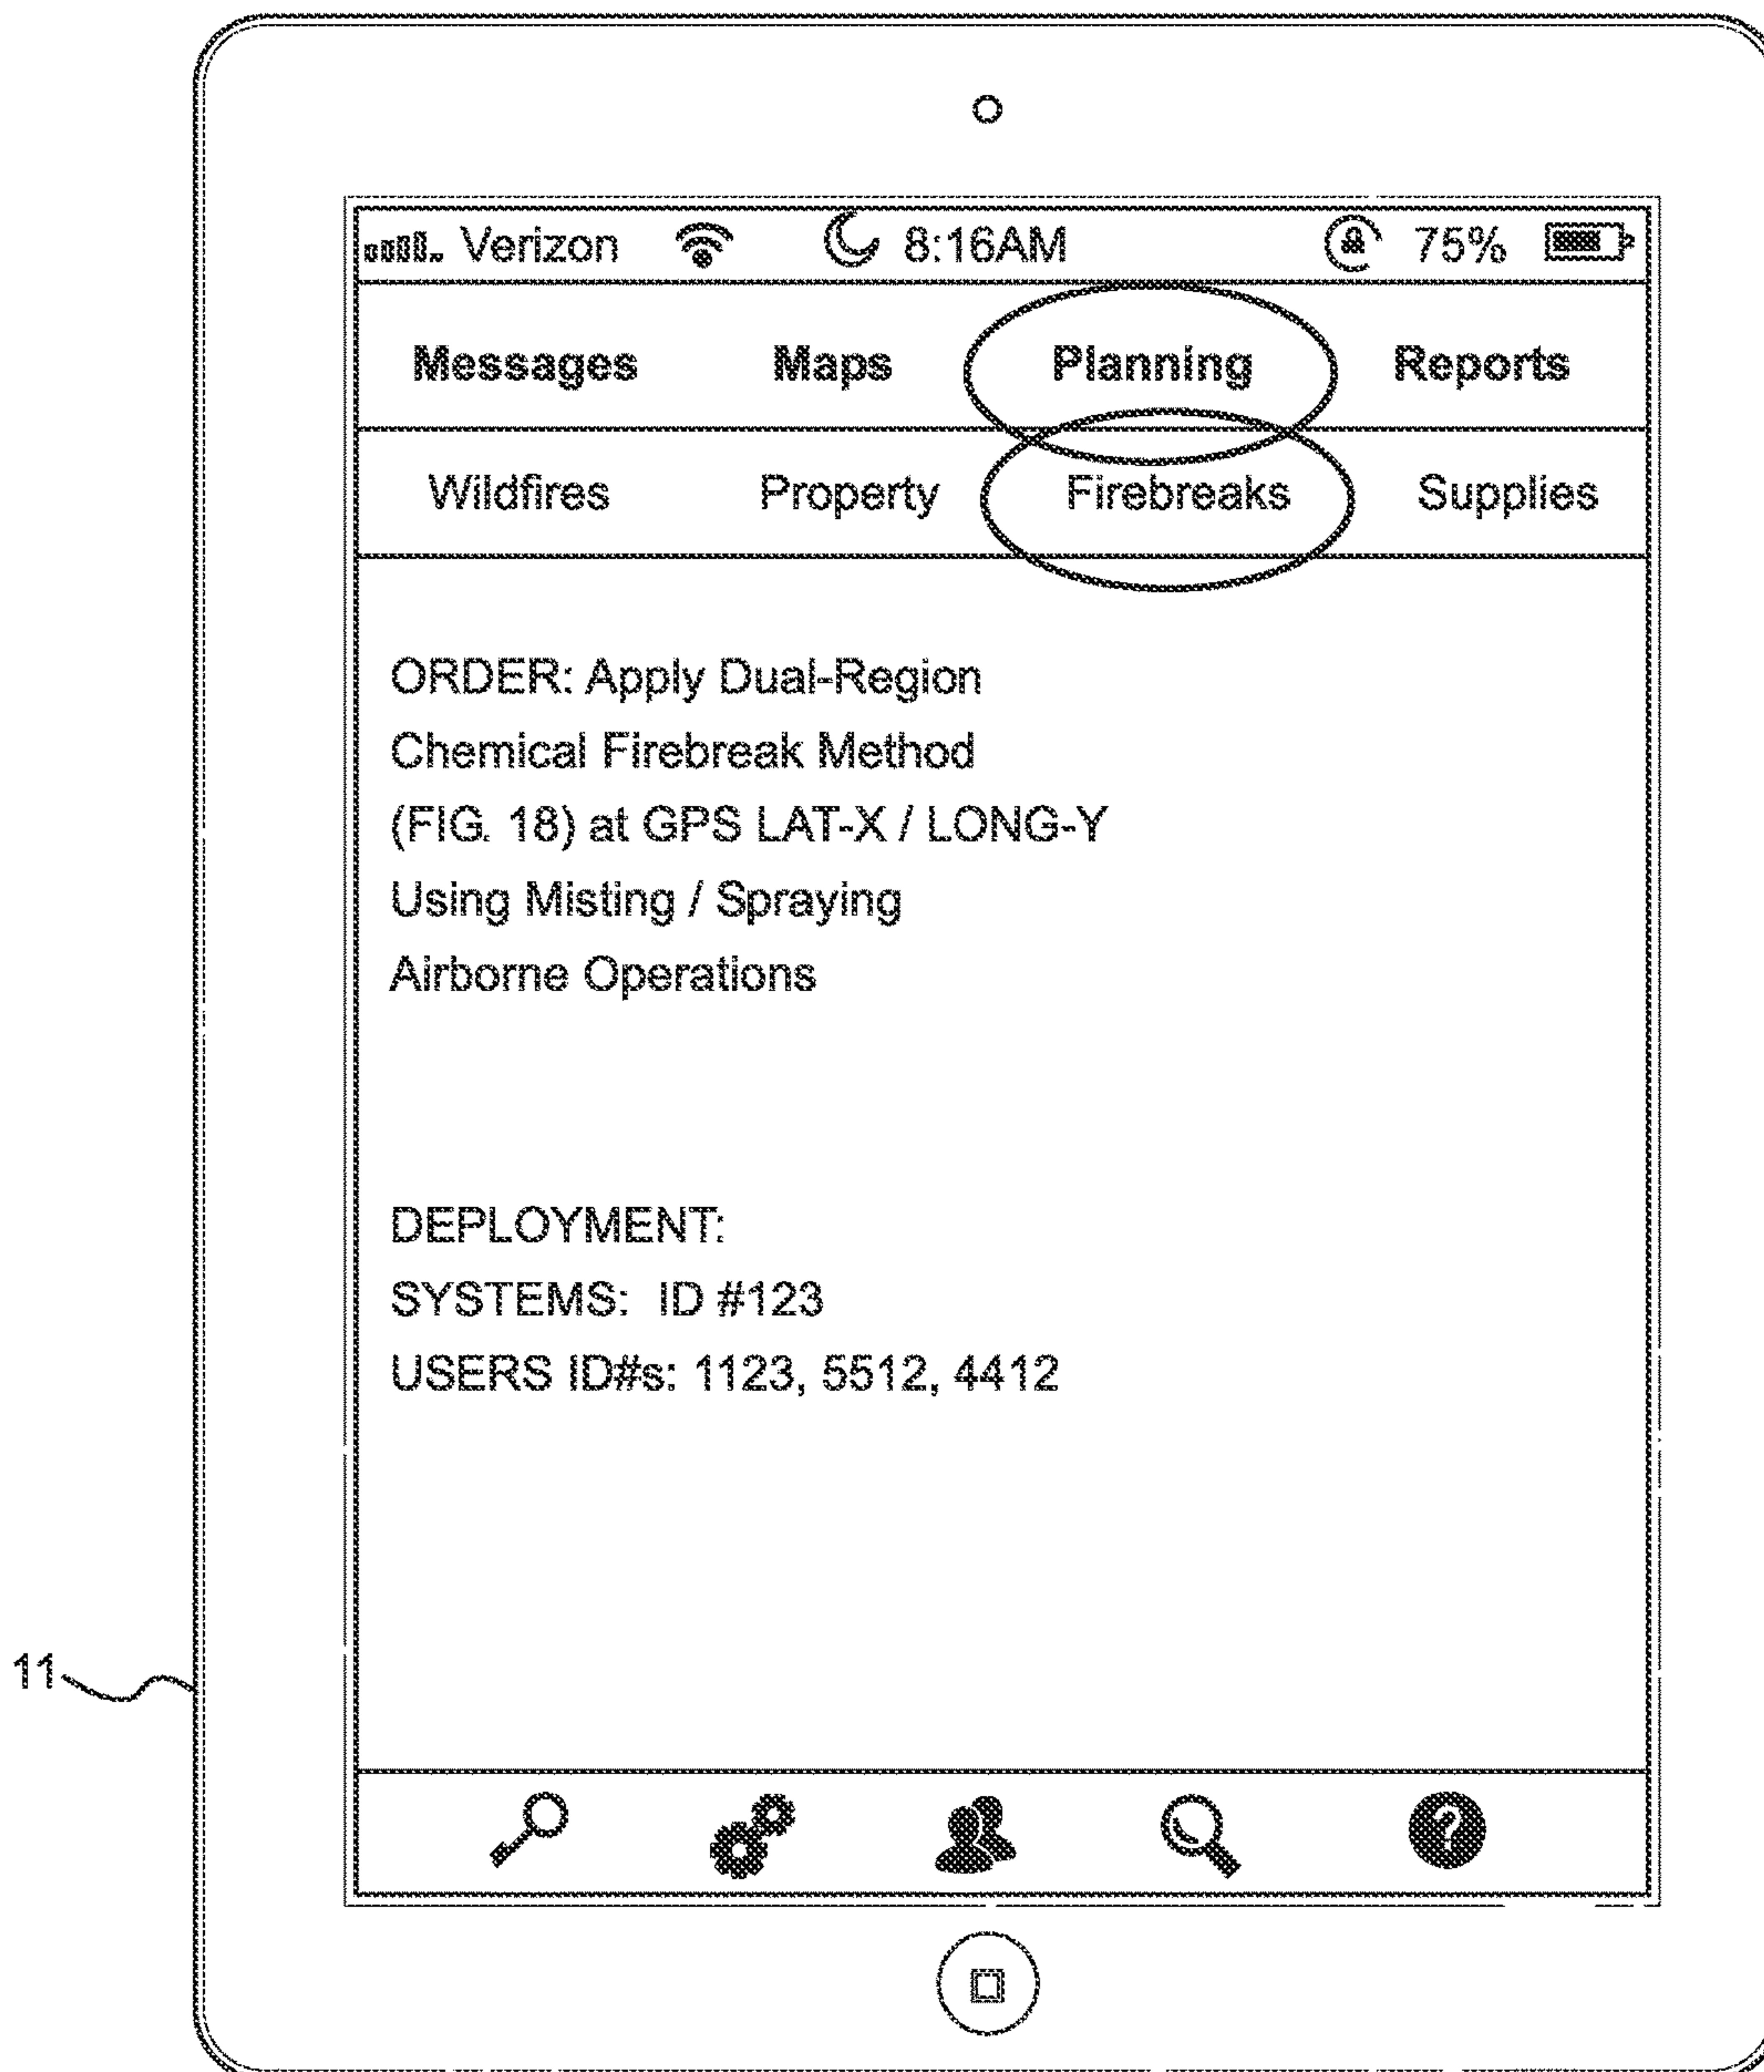 Verizon 8:16AM 75%
Messages Maps Planning Reports
Wildfires Property Firebreaks Supplies
ORDER: Apply Dual-Region
Chemical Firebreak Method
(FIG. 18) at GPS LAT-X / LONG-Y
Using Misting / Spraying
Airborne Operations
DEPLOYMENT:
SYSTEMS: ID #123
USERS ID#s: 1123, 5512, 4412
11
?